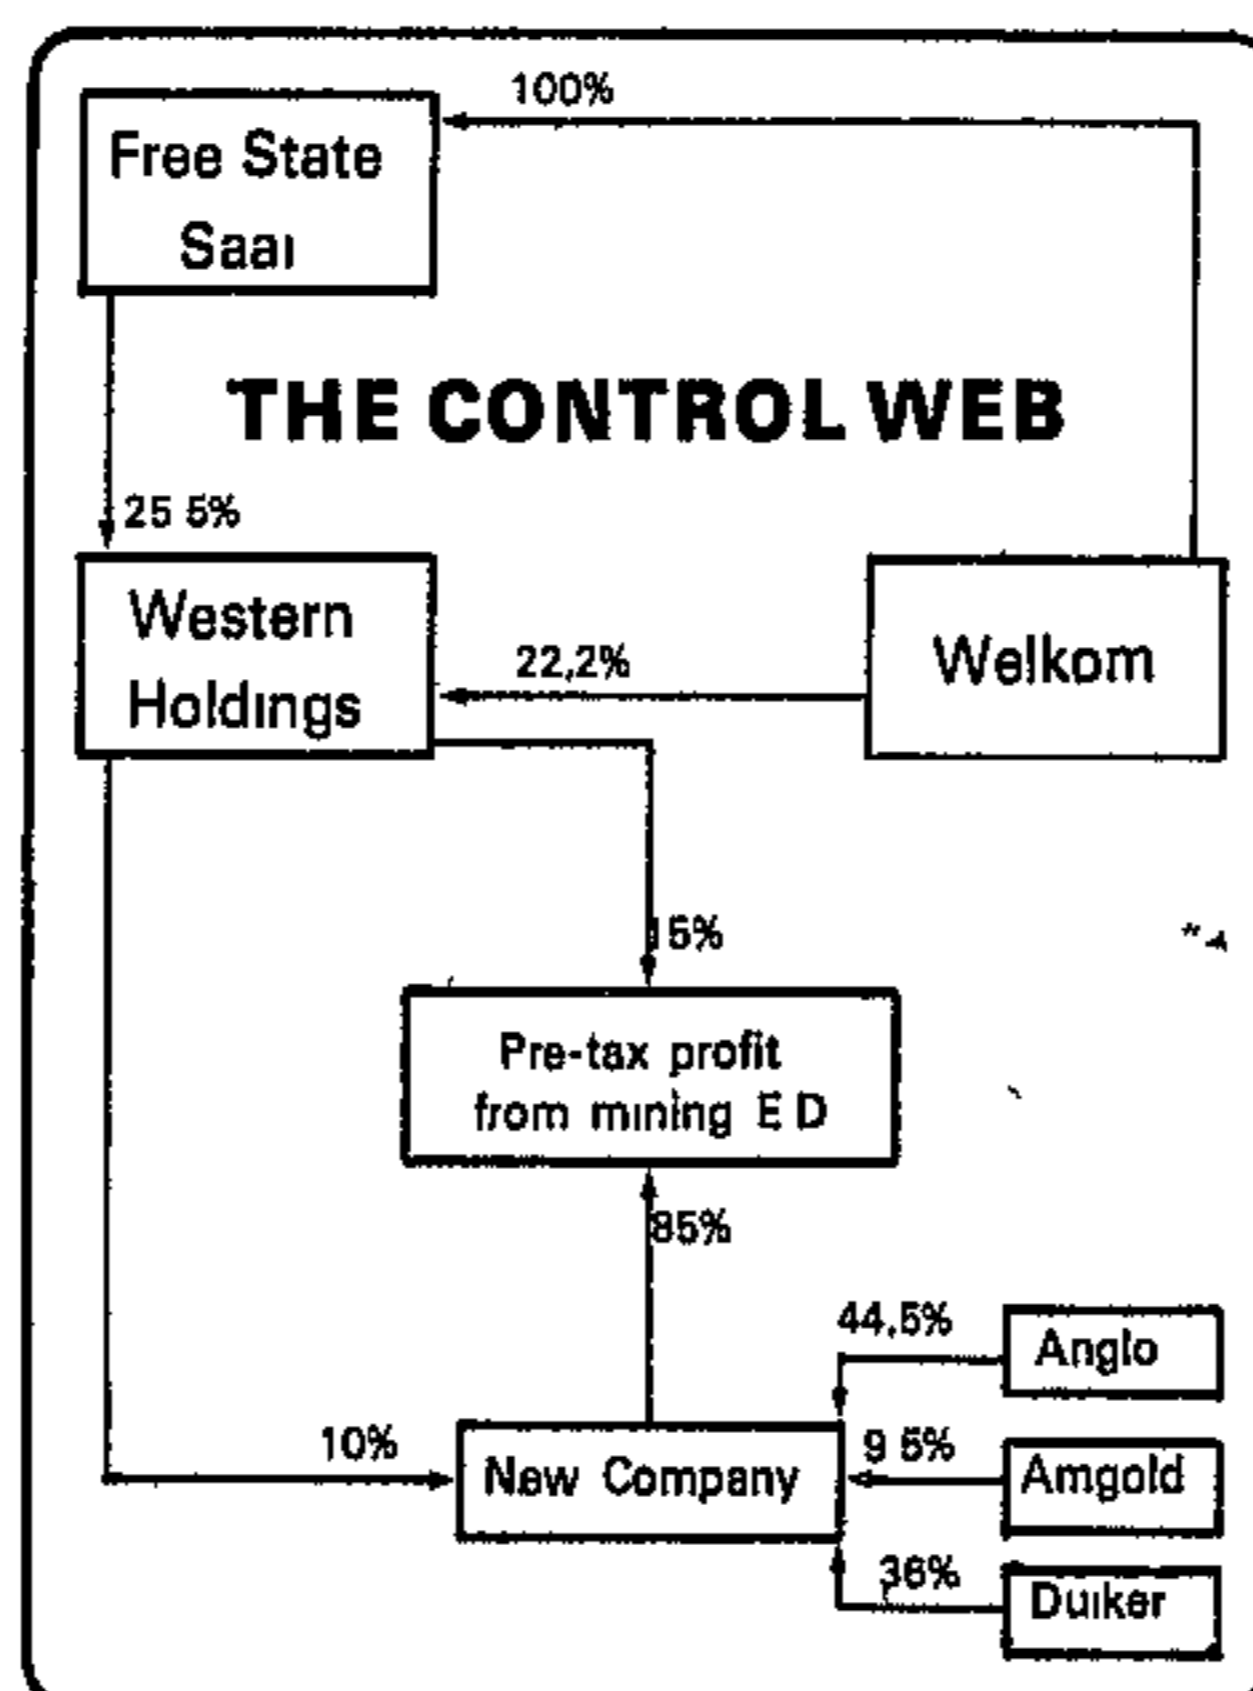 100%
Free State
Saai
THE CONTROL WEB
25 5%
Western
Holdings
22,2%
Welkom
15%
Pre-tax profit
from mining E D
85%
44,5%
Anglo
10%
New Company
9 5%
Amgold
36%
Duiker